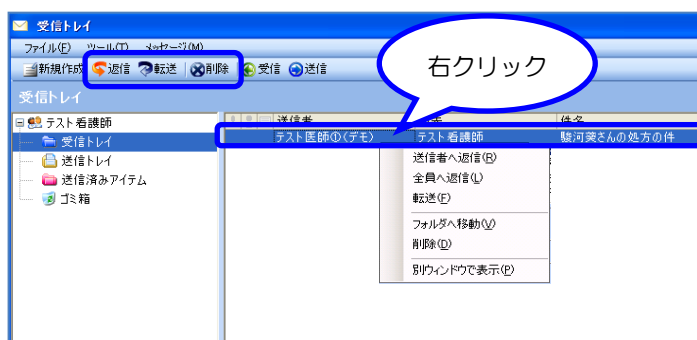 受信トレイ
ファイル(F) ツール(T) メッセージ(M)
新規作成 返信 転送 削除 受信 送信
右クリック
受信トレイ
テスト看護師
受信トレイ
送信トレイ
送信済みアイテム
ゴミ箱
送信者 件名
テスト医師①(デモ) テスト看護師 駿河葵さんの処方の件
送信者へ返信(R)
全員へ返信(L)
転送(F)
フォルダへ移動(V)
削除(D)
別ウィンドウで表示(P)